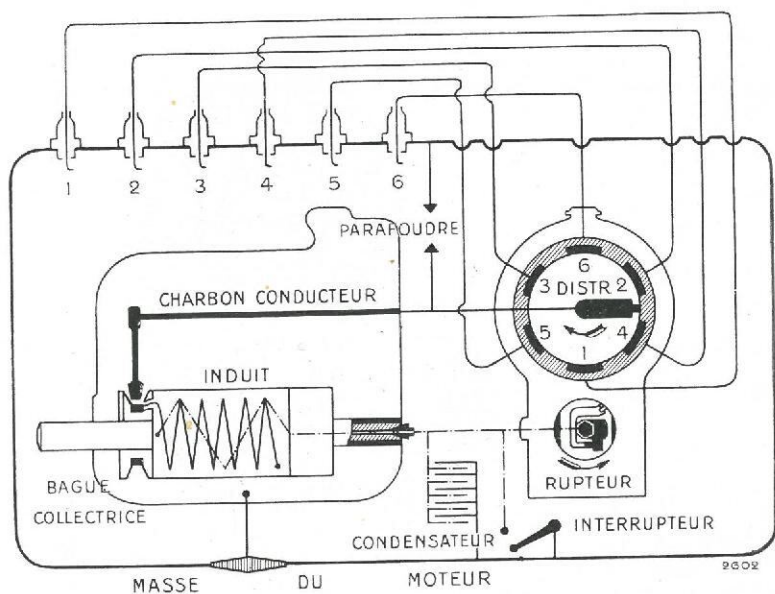 1 2 3 4 5 6
PARAFOUDRE
CHARBON CONDUCTEUR
6
3 DISTR. 2
5 4
1
INDUIT
BAGUE
COLLECTRICE
RUPTEUR
CONDENSATEUR
INTERRUPTEUR
MASSE DU MOTEUR
2602